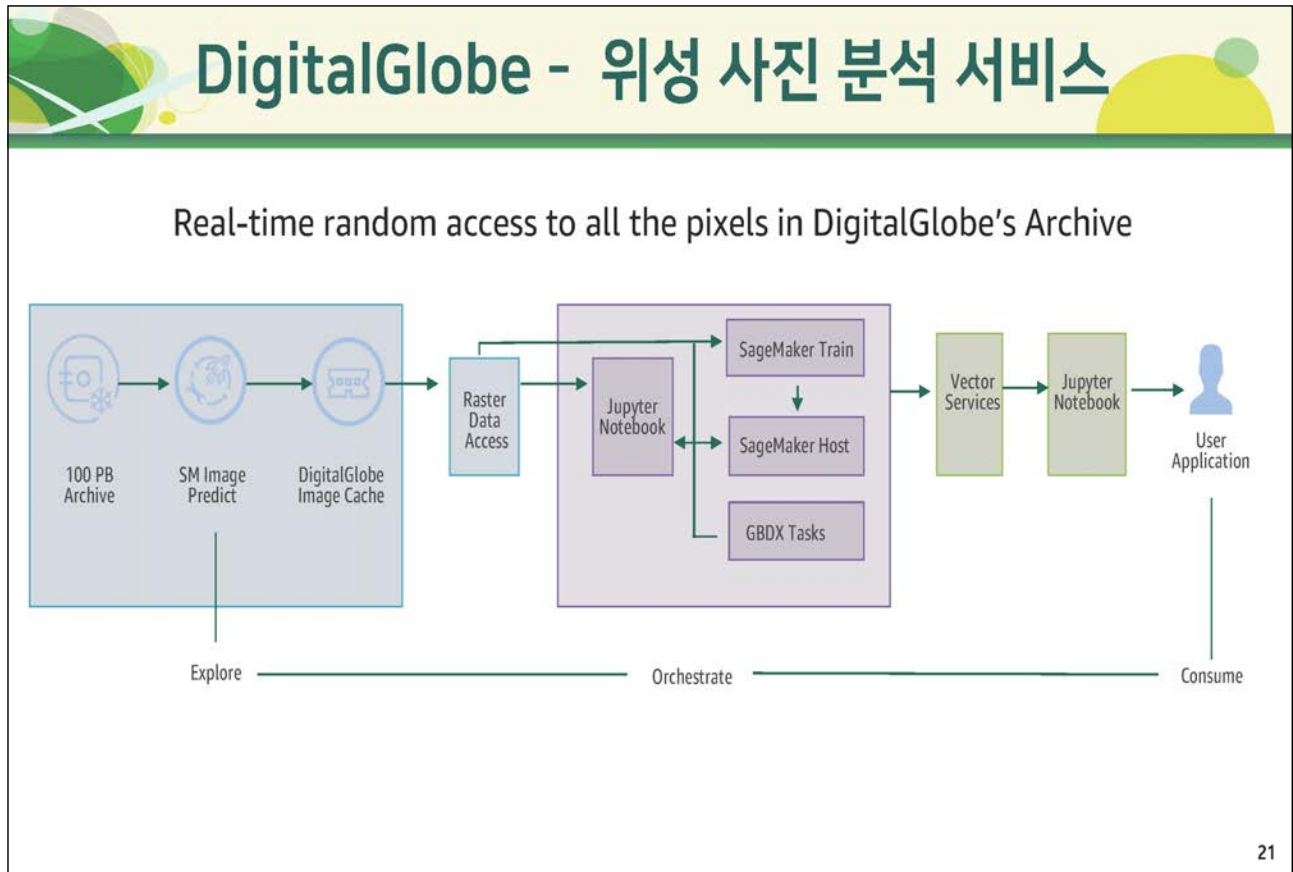 DigitalGlobe - 위성 사진 분석 서비스
Real-time random access to all the pixels in DigitalGlobe's Archive
100 PB
Archive
SM Image
Predict
DigitalGlobe
Image Cache
Raster
Data
Access
Jupyter
Notebook
SageMaker Train
SageMaker Host
GBDX Tasks
Vector
Services
Jupyter
Notebook
User
Application
Explore
Orchestrate
Consume
21